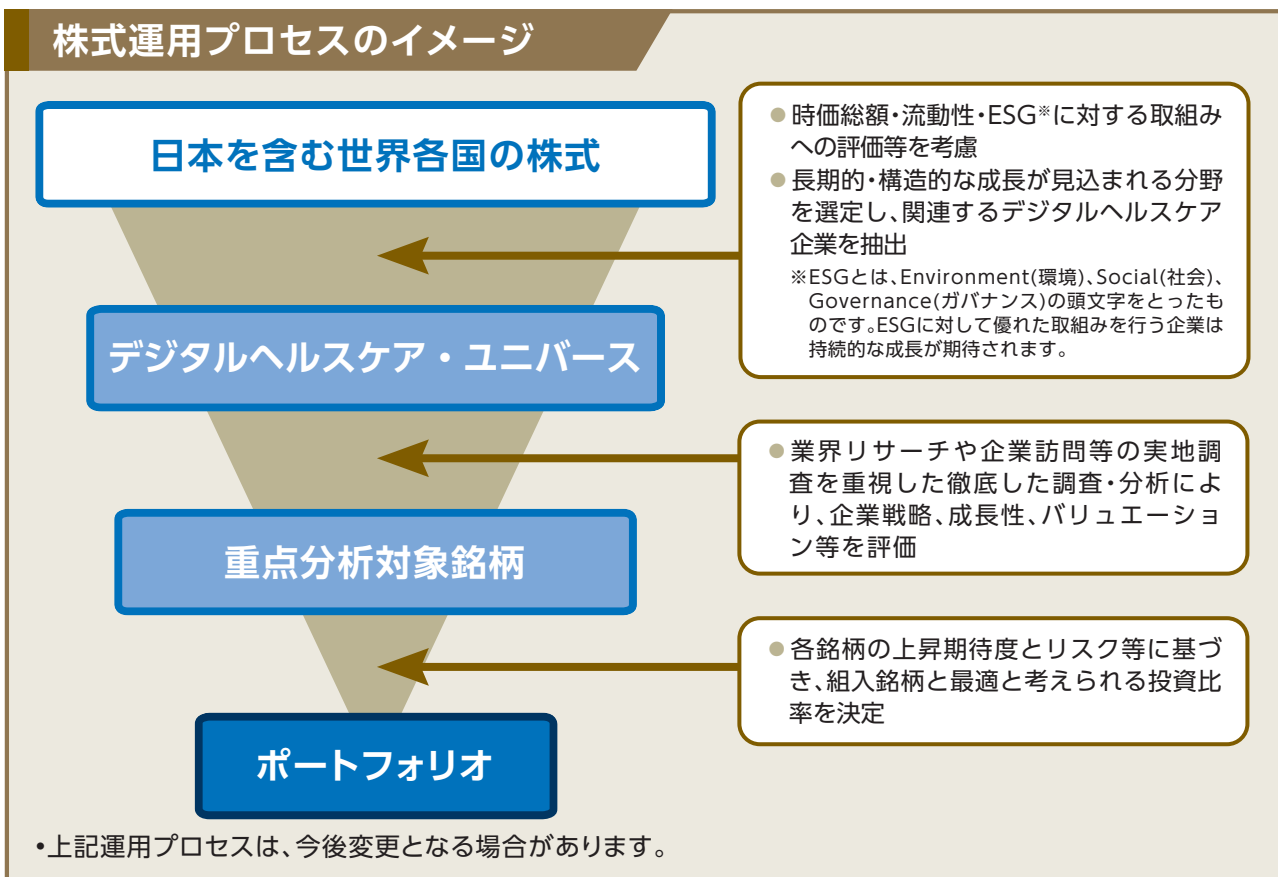 株式運用プロセスのイメージ
日本を含む世界各国の株式
●時価総額・流動性・ESG※に対する取組み
への評価等を考慮
●長期的・構造的な成長が見込まれる分野
を選定し、関連するデジタルヘルスケア
企業を抽出
※ESGとは、Environment(環境)、Social(社会)、
Governance(ガバナンス)の頭文字をとったも
のです。ESGに対して優れた取組みを行う企業は
持続的な成長が期待されます。
デジタルヘルスケア・ユニバース
●業界リサーチや企業訪問等の実地調
査を重視した徹底した調査・分析によ
り、企業戦略、成長性、バリュエーショ
ン等を評価
重点分析対象銘柄
●各銘柄の上昇期待度とリスク等に基づ
き、組入銘柄と最適と考えられる投資比
率を決定
ポートフォリオ
•上記運用プロセスは、今後変更となる場合があります。